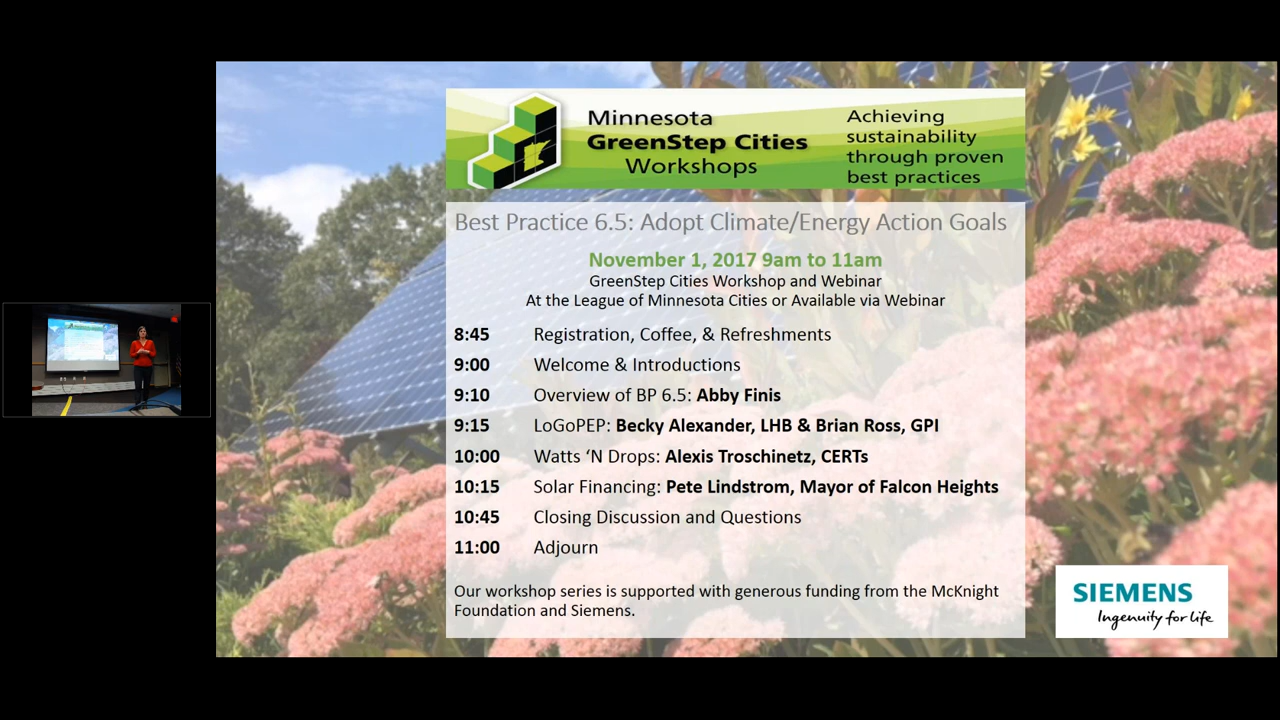 Minnesota
GreenStep Cities
Workshops
Achieving
sustainability
through proven
best practices
Best Practice 6.5: Adopt Climate/Energy Action Goals
November 1, 2017 9am to 11am
GreenStep Cities Workshop and Webinar
At the League of Minnesota Cities or Available via Webinar
8:45 Registration, Coffee, & Refreshments
9:00 Welcome & Introductions
9:10 Overview of BP 6.5: Abby Finis
9:15 LoGoPEP: Becky Alexander, LHB & Brian Ross, GPI
10:00 Watts ‘N Drops: Alexis Troschinetz, CERTs
10:15 Solar Financing: Pete Lindstrom, Mayor of Falcon Heights
10:45 Closing Discussion and Questions
11:00 Adjourn
Our workshop series is supported with generous funding from the McKnight
Foundation and Siemens.
SIEMENS
Ingenuity for life